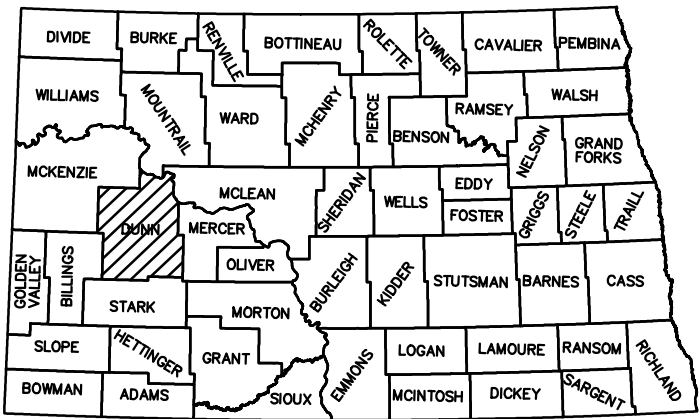 DIVIDE
BURKE
RENVILLE
BOTTINEAU
ROLETTE
TOWNER
CAVALIER
PEMBINA
WILLIAMS
MOUNTRAIL
WARD
MCHENRY
PIERCE
BENSON
RAMSEY
WALSH
NELSON
GRAND
FORKS
MCKENZIE
DUNN
MCLEAN
MERCER
OLIVER
SHERIDAN
WELLS
EDDY
FOSTER
GRIGGS
STEELE
TRAILL
GOLDEN
VALLEY
BILLINGS
STARK
MORTON
BURLEIGH
KIDDER
STUTSMAN
BARNES
CASS
SLOPE
HETTINGER
GRANT
EMMONS
LOGAN
LAMOURE
RANSOM
RICHLAND
BOWMAN
ADAMS
SIOUX
MCINTOSH
DICKEY
SARGENT